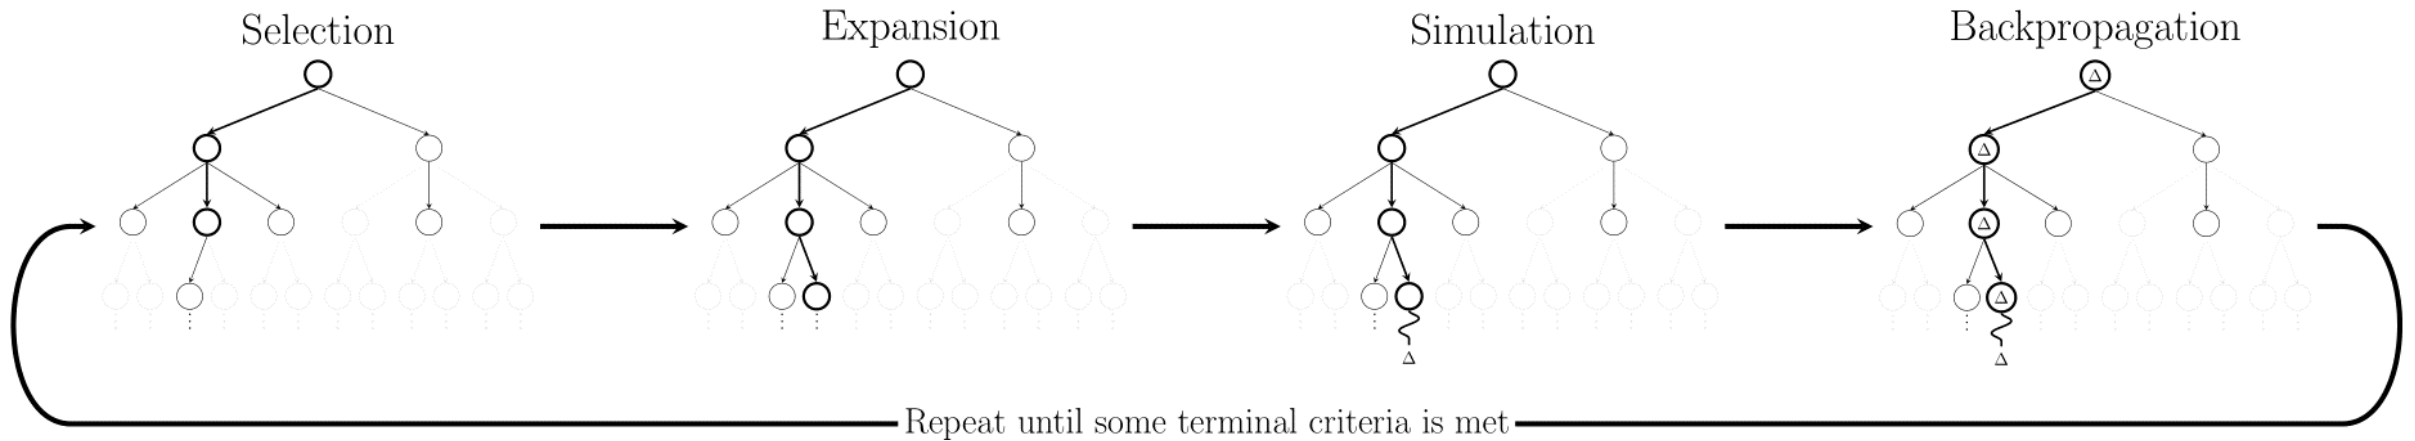 Selection
Expansion
Simulation
Backpropagation
Δ
Δ
Δ
Δ
Δ
Δ
Repeat until some terminal criteria is met